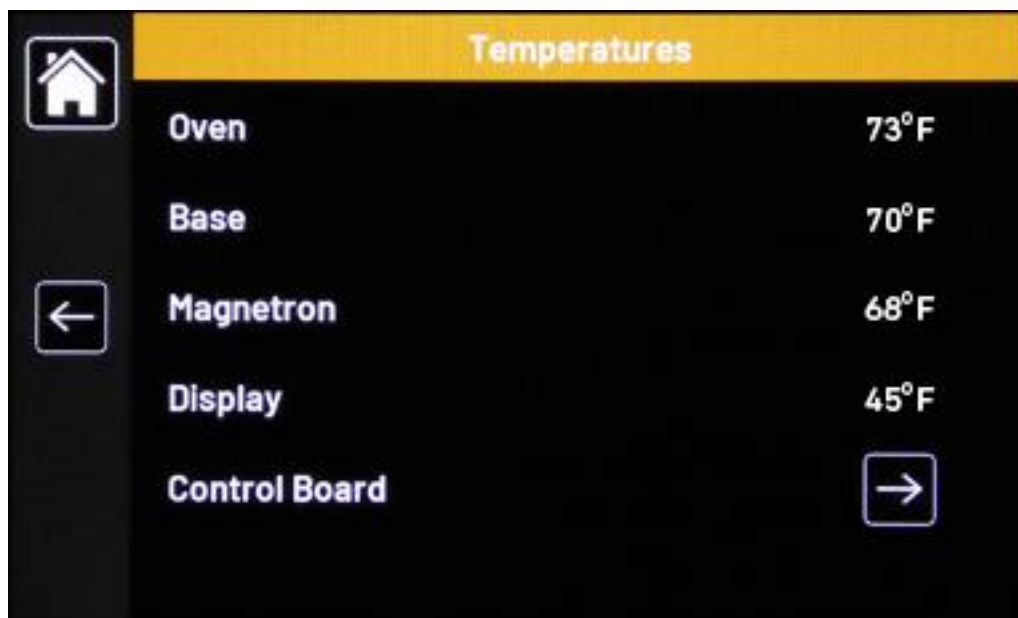 Temperatures
Oven 73°F
Base 70°F
Magnetron 68°F
Display 45°F
Control Board